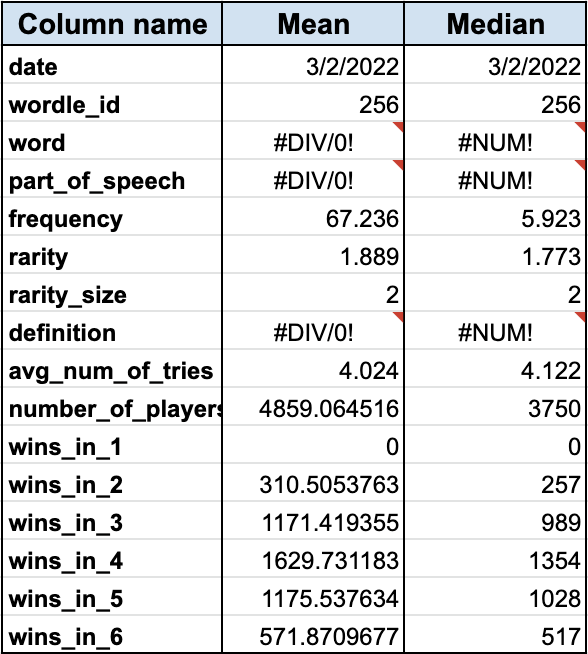 Column name Mean Median
date 3/2/2022 3/2/2022
wordle_id 256 256
word #DIV/0! #NUM!
part_of_speech #DIV/0! #NUM!
frequency 67.236 5.923
rarity 1.889 1.773
rarity_size 2 2
definition #DIV/0! #NUM!
avg_num_of_tries 4.024 4.122
number_of_players 4859.064516 3750
wins_in_1 0 0
wins_in_2 310.5053763 257
wins_in_3 1171.419355 989
wins_in_4 1629.731183 1354
wins_in_5 1175.537634 1028
wins_in_6 571.8709677 517